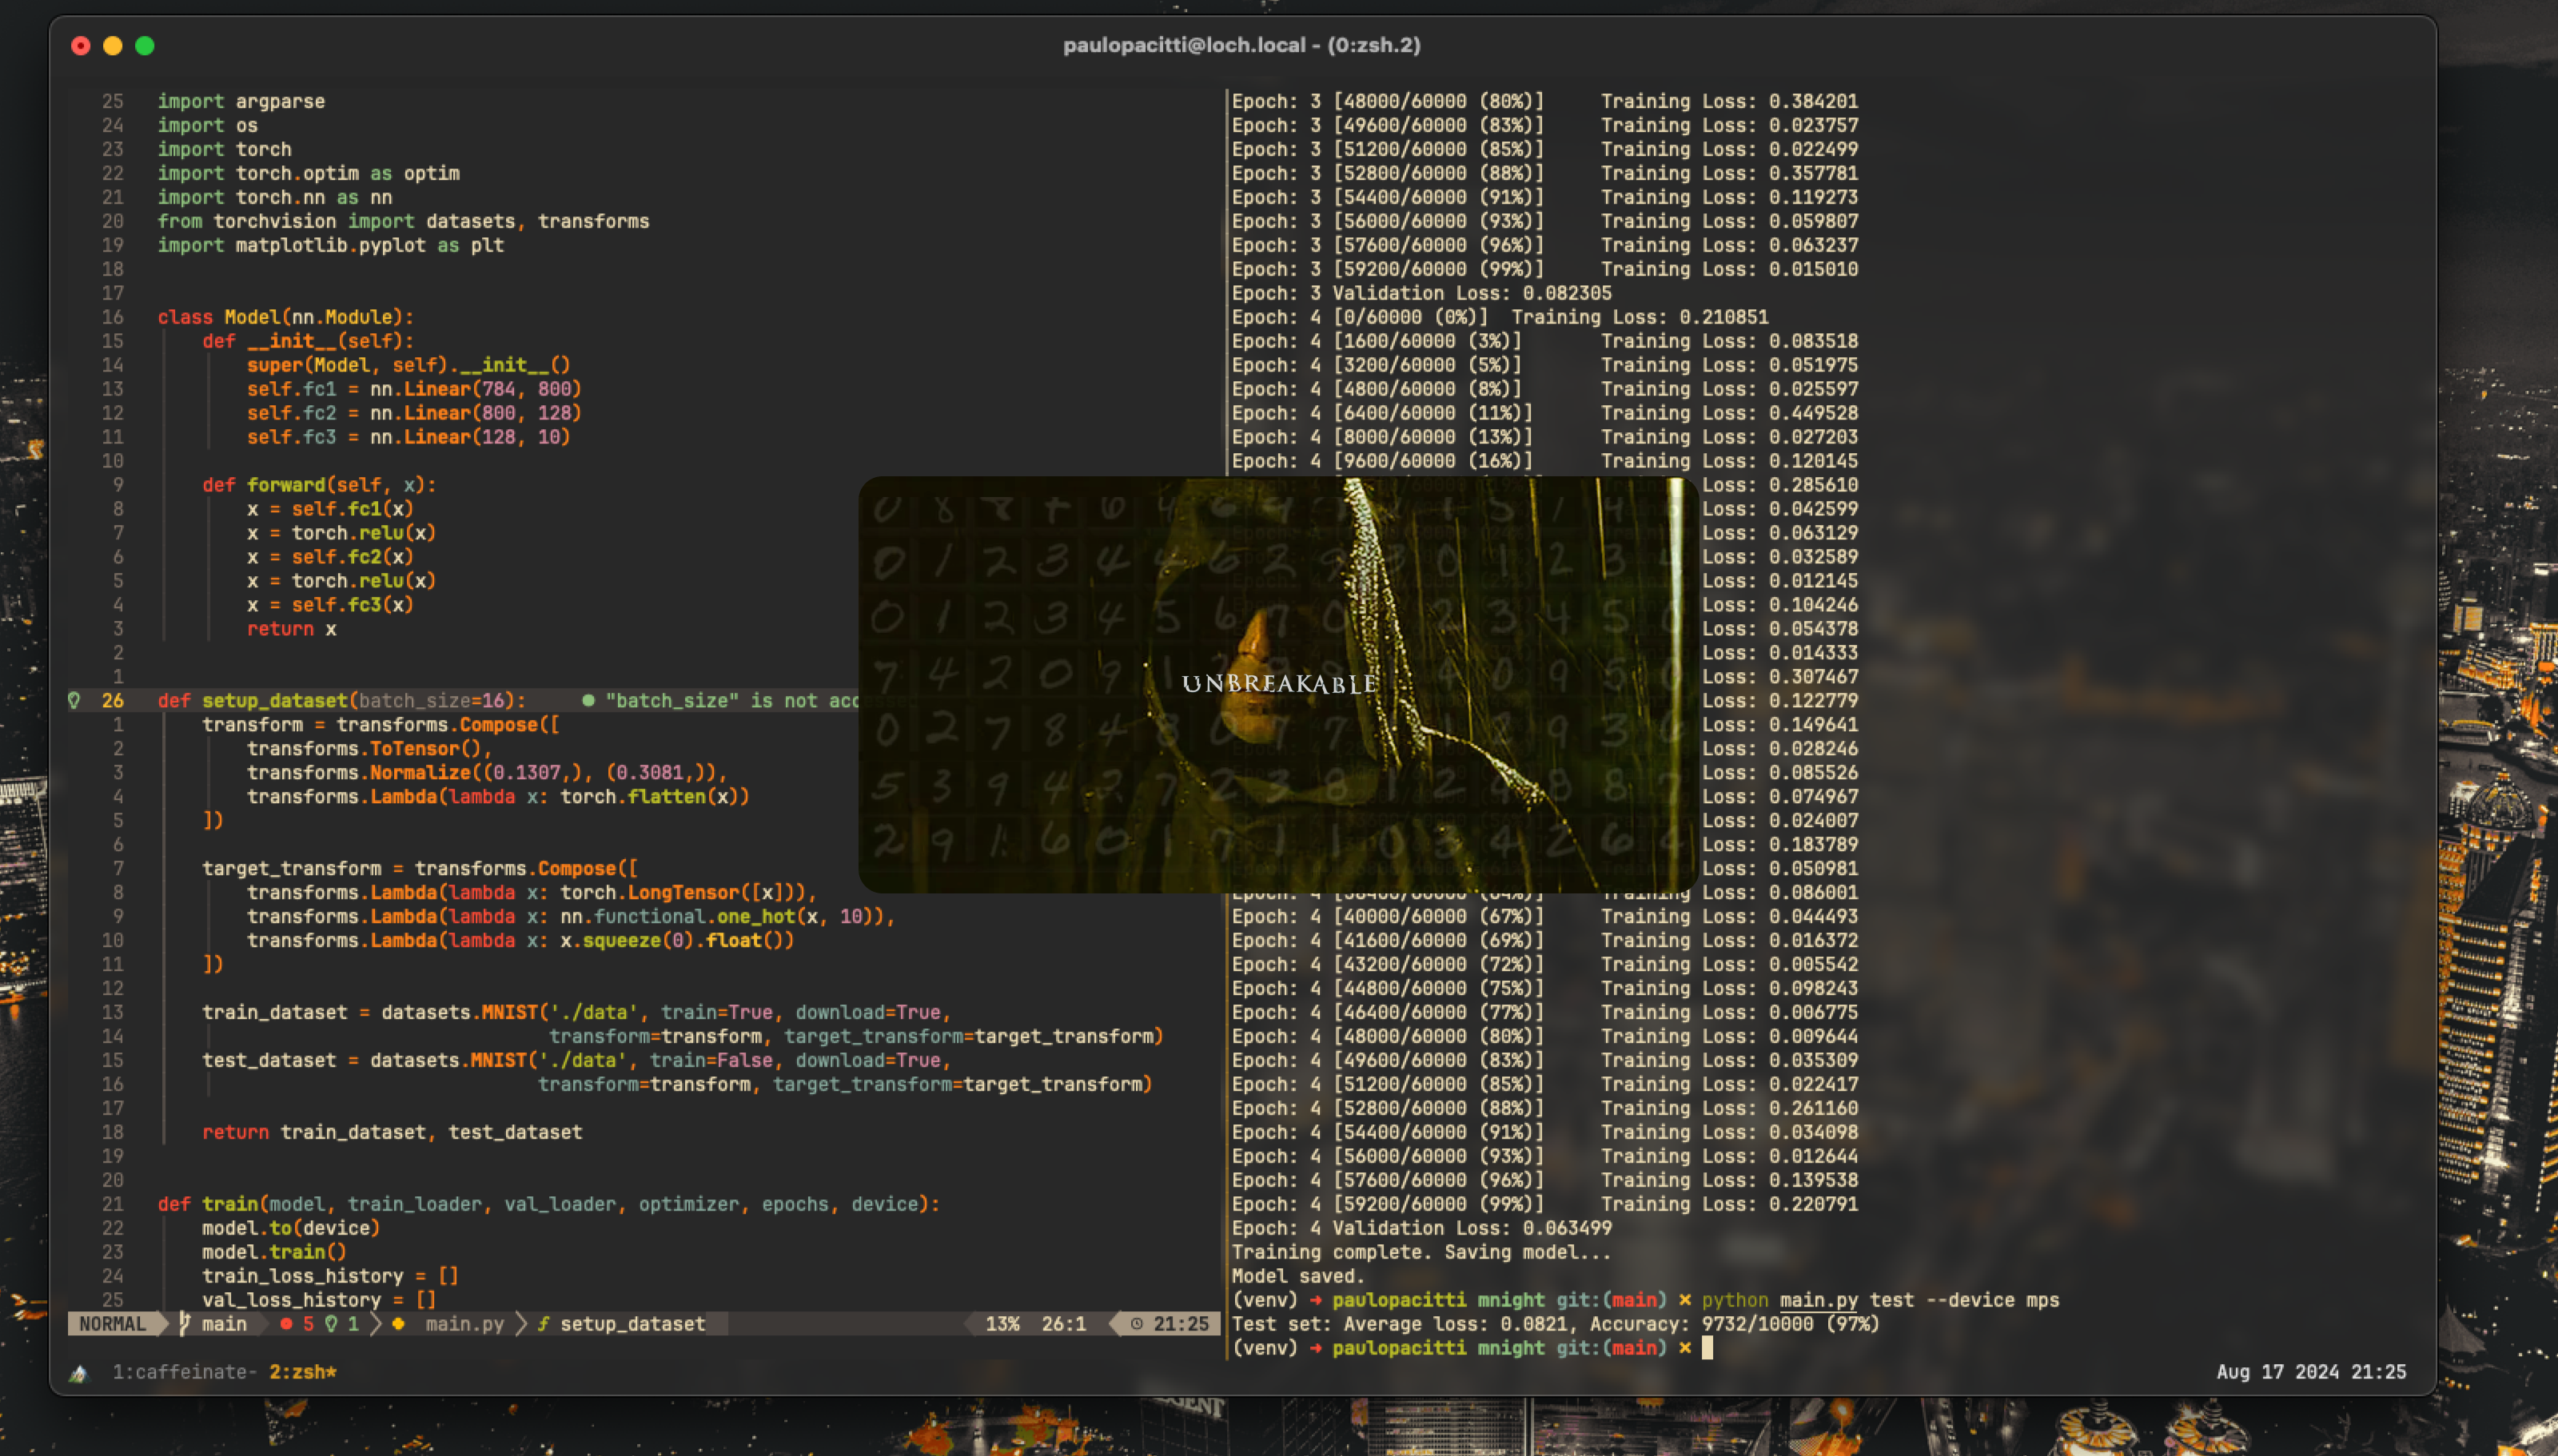 paulopacitti@loch.local - (0:zsh.2)
25 import argparse
24 import os
23 import torch
22 import torch.optim as optim
21 import torch.nn as nn
20 from torchvision import datasets, transforms
19 import matplotlib.pyplot as plt
18
17
16 class Model(nn.Module):
15 def __init__(self):
14 super(Model, self).__init__()
13 self.fc1 = nn.Linear(784, 800)
12 self.fc2 = nn.Linear(800, 128)
11 self.fc3 = nn.Linear(128, 10)
10
9 def forward(self, x):
8 x = self.fc1(x)
7 x = torch.relu(x)
6 x = self.fc2(x)
5 x = torch.relu(x)
4 x = self.fc3(x)
3 return x
2
1
26 def setup_dataset(batch_size=16): ● "batch_size" is not acc
1 transform = transforms.Compose([
2 transforms.ToTensor(),
3 transforms.Normalize((0.1307,), (0.3081,)),
4 transforms.Lambda(lambda x: torch.flatten(x))
5 ])
6
7 target_transform = transforms.Compose([
8 transforms.Lambda(lambda x: torch.LongTensor([x])),
9 transforms.Lambda(lambda x: nn.functional.one_hot(x, 10)),
10 transforms.Lambda(lambda x: x.squeeze(0).float())
11 ])
12
13 train_dataset = datasets.MNIST('./data', train=True, download=True,
14 transform=transform, target_transform=target_transform)
15 test_dataset = datasets.MNIST('./data', train=False, download=True,
16 transform=transform, target_transform=target_transform)
17
18 return train_dataset, test_dataset
19
20
21 def train(model, train_loader, val_loader, optimizer, epochs, device):
22 model.to(device)
23 model.train()
24 train_loss_history = []
25 val_loss_history = []
NORMAL main 5 1 main.py setup_dataset 13% 26:1 21:25
Epoch: 3 [48000/60000 (80%)] Training Loss: 0.384201
Epoch: 3 [49600/60000 (83%)] Training Loss: 0.023757
Epoch: 3 [51200/60000 (85%)] Training Loss: 0.022499
Epoch: 3 [52800/60000 (88%)] Training Loss: 0.357781
Epoch: 3 [54400/60000 (91%)] Training Loss: 0.119273
Epoch: 3 [56000/60000 (93%)] Training Loss: 0.059807
Epoch: 3 [57600/60000 (96%)] Training Loss: 0.063237
Epoch: 3 [59200/60000 (99%)] Training Loss: 0.015010
Epoch: 3 Validation Loss: 0.082305
Epoch: 4 [0/60000 (0%)] Training Loss: 0.210851
Epoch: 4 [1600/60000 (3%)] Training Loss: 0.083518
Epoch: 4 [3200/60000 (5%)] Training Loss: 0.051975
Epoch: 4 [4800/60000 (8%)] Training Loss: 0.025597
Epoch: 4 [6400/60000 (11%)] Training Loss: 0.449528
Epoch: 4 [8000/60000 (13%)] Training Loss: 0.027203
Epoch: 4 [9600/60000 (16%)] Training Loss: 0.120145
Loss: 0.285610
Loss: 0.042599
Loss: 0.063129
Loss: 0.032589
Loss: 0.012145
Loss: 0.104246
Loss: 0.054378
Loss: 0.014333
Loss: 0.307467
Loss: 0.122779
Loss: 0.149641
Loss: 0.028246
Loss: 0.085526
Loss: 0.074967
Loss: 0.024007
Loss: 0.183789
Loss: 0.050981
Loss: 0.086001
Epoch: 4 [40000/60000 (67%)] Training Loss: 0.044493
Epoch: 4 [41600/60000 (69%)] Training Loss: 0.016372
Epoch: 4 [43200/60000 (72%)] Training Loss: 0.005542
Epoch: 4 [44800/60000 (75%)] Training Loss: 0.098243
Epoch: 4 [46400/60000 (77%)] Training Loss: 0.006775
Epoch: 4 [48000/60000 (80%)] Training Loss: 0.009644
Epoch: 4 [49600/60000 (83%)] Training Loss: 0.035309
Epoch: 4 [51200/60000 (85%)] Training Loss: 0.022417
Epoch: 4 [52800/60000 (88%)] Training Loss: 0.261160
Epoch: 4 [54400/60000 (91%)] Training Loss: 0.034098
Epoch: 4 [56000/60000 (93%)] Training Loss: 0.012644
Epoch: 4 [57600/60000 (96%)] Training Loss: 0.139538
Epoch: 4 [59200/60000 (99%)] Training Loss: 0.220791
Epoch: 4 Validation Loss: 0.063499
Training complete. Saving model...
Model saved.
(venv) → paulopacitti mnight git:(main) × python main.py test --device mps
Test set: Average loss: 0.0821, Accuracy: 9732/10000 (97%)
(venv) → paulopacitti mnight git:(main) ×
UNBREAKABLE
1:caffeinate- 2:zsh*
Aug 17 2024 21:25